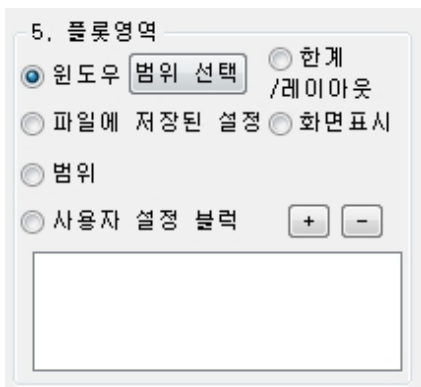 5. 플롯영역
윈도우 범위 선택 한계
/레이아웃
파일에 저장된 설정 화면표시
범위
사용자 설정 블럭 + -